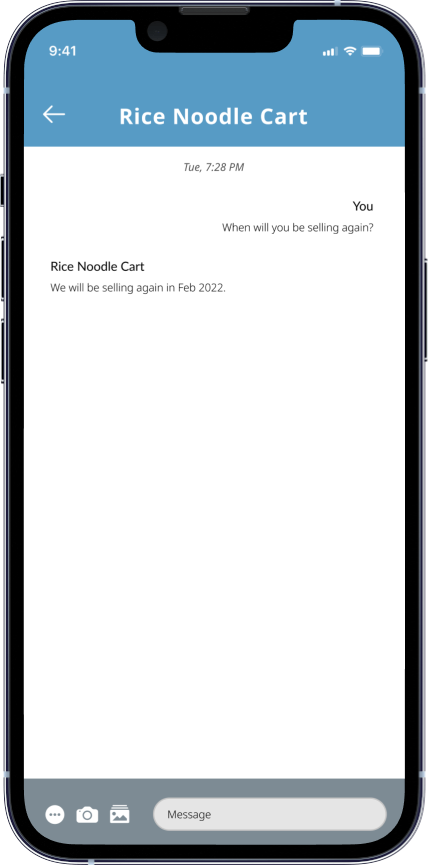 9:41
Rice Noodle Cart
Tue, 7:28 PM
You
When will you be selling again?
Rice Noodle Cart
We will be selling again in Feb 2022.
Message